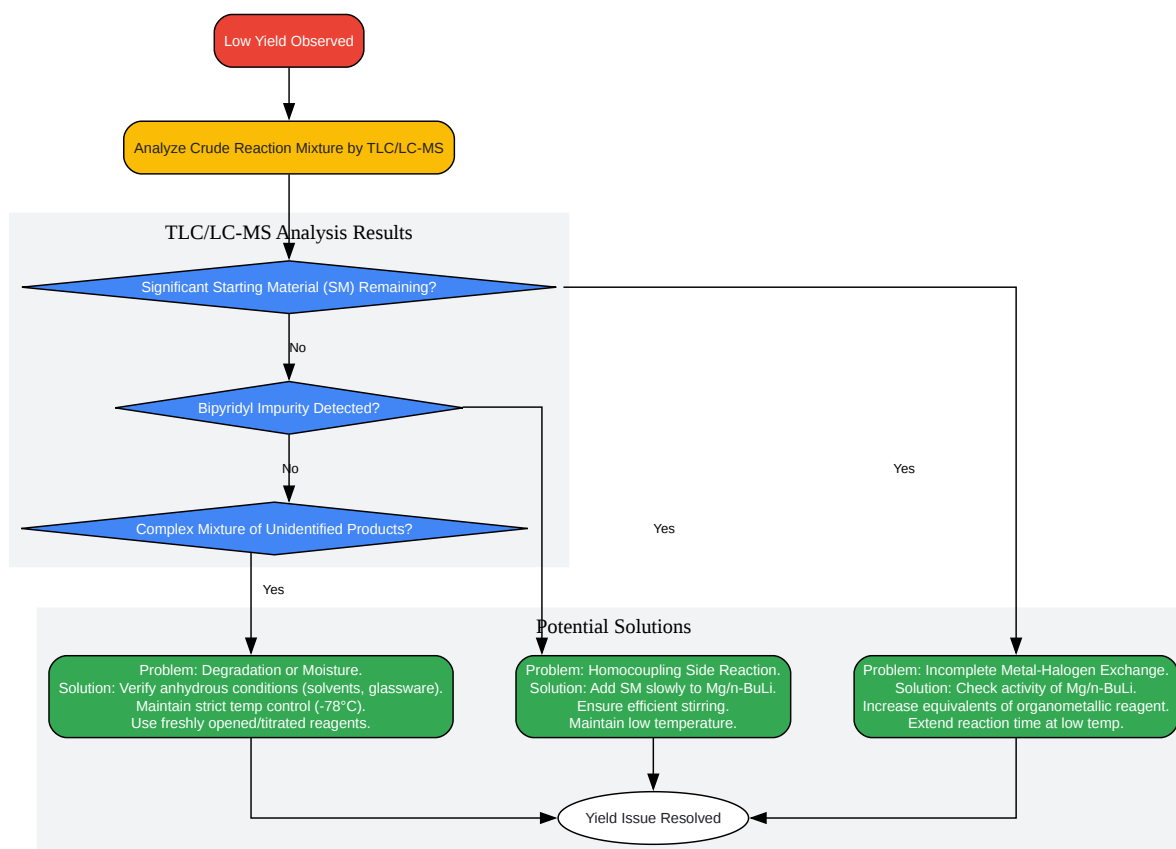 Low Yield Observed
Analyze Crude Reaction Mixture by TLC/LC-MS
TLC/LC-MS Analysis Results
Significant Starting Material (SM) Remaining?
No
Bipyridyl Impurity Detected?
No
Yes
Complex Mixture of Unidentified Products?
Yes
Yes
Potential Solutions
Problem: Degradation or Moisture.
Solution: Verify anhydrous conditions (solvents, glassware).
Maintain strict temp control (-78°C).
Use freshly opened/titrated reagents.
Problem: Homocoupling Side Reaction.
Solution: Add SM slowly to Mg/n-BuLi.
Ensure efficient stirring.
Maintain low temperature.
Problem: Incomplete Metal-Halogen Exchange.
Solution: Check activity of Mg/n-BuLi.
Increase equivalents of organometallic reagent.
Extend reaction time at low temp.
Yield Issue Resolved